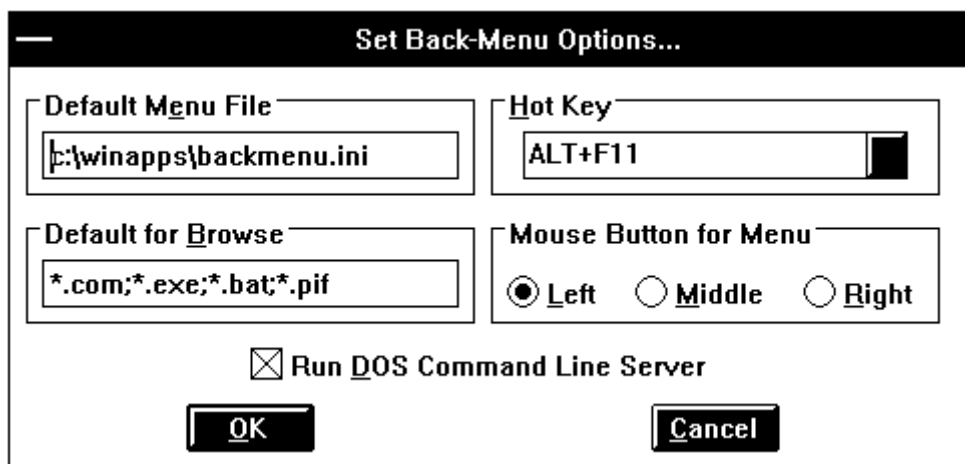 Set Back-Menu Options...
Default Menu File
c:\winapps\backmenu.ini
Hot Key
ALT+F11
Default for Browse
*.com;*.exe;*.bat;*.pif
Mouse Button for Menu
Left Middle Right
Run DOS Command Line Server
OK Cancel